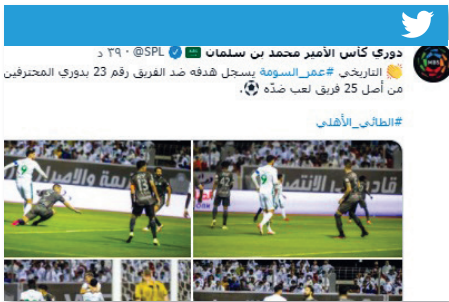 دوري كأس الأمير محمد بن سلمان @SPL · ٣٩ د
👏 التاريخي #عمر_السومة يسجل هدفه ضد الفريق رقم 23 بدوري المحترفين
من أصل 25 فريق لعب ضدّه ⚽.
#الطائي_الأهلي